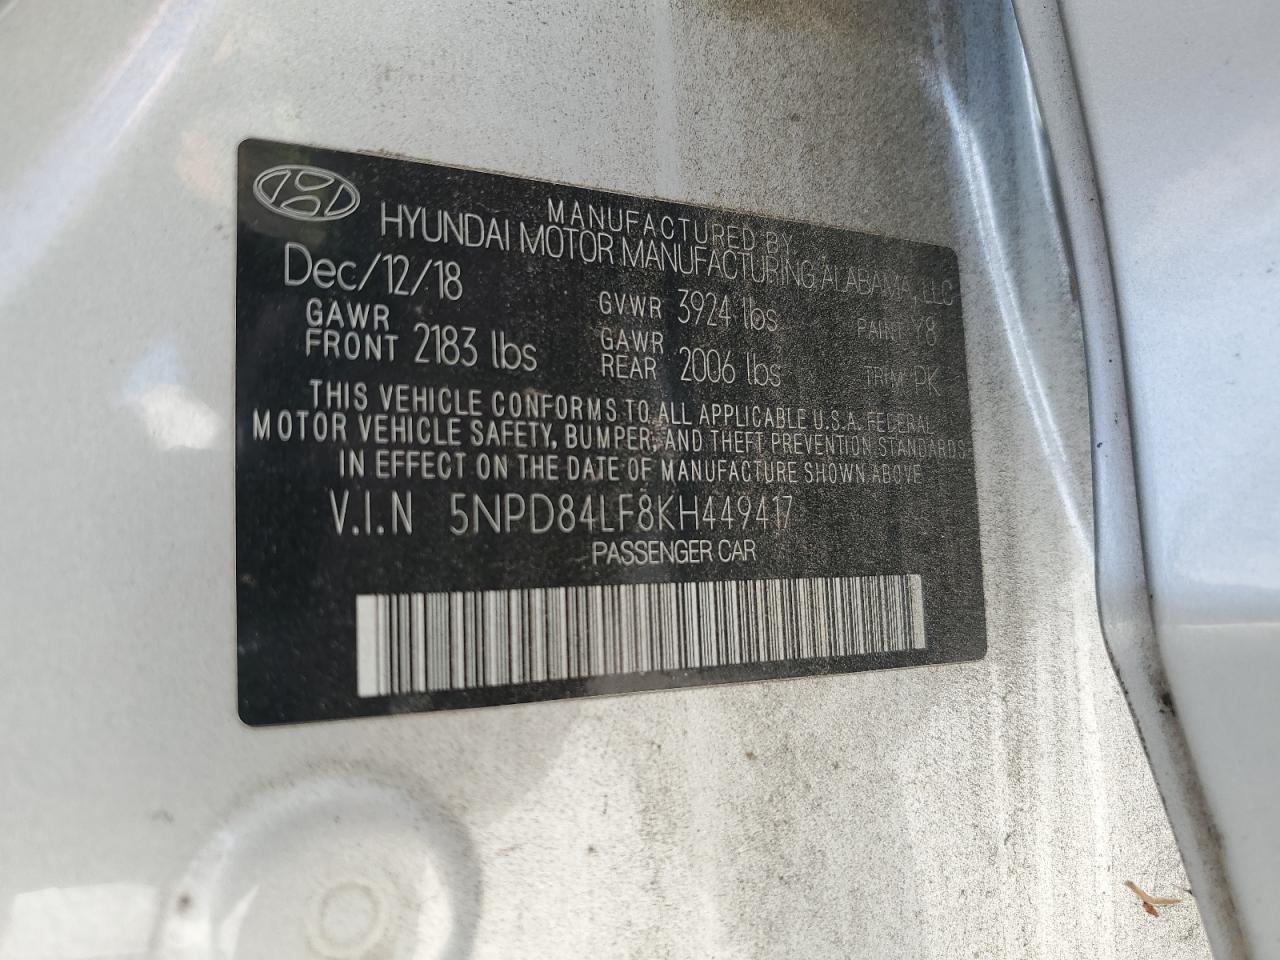 MANUFACTURED BY
HYUNDAI MOTOR MANUFACTURING ALABAMA, LLC
Dec/12/18
GAWR FRONT 2183 lbs
GVWR 3924 lbs
GAWR REAR 2006 lbs
PAINT Y8
TRIM PK
THIS VEHICLE CONFORMS TO ALL APPLICABLE U.S.A. FEDERAL
MOTOR VEHICLE SAFETY, BUMPER, AND THEFT PREVENTION STANDARDS
IN EFFECT ON THE DATE OF MANUFACTURE SHOWN ABOVE
V.I.N 5NPD84LF8KH449417
PASSENGER CAR